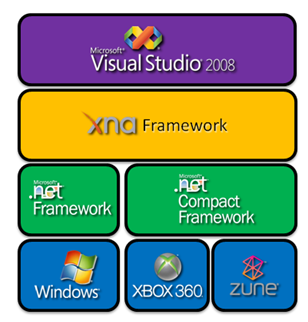 Microsoft®
Visual Studio 2008
xna Framework
Microsoft®
.net
Framework
Microsoft®
.net
Compact
Framework
Windows®
XBOX 360
ZUNE